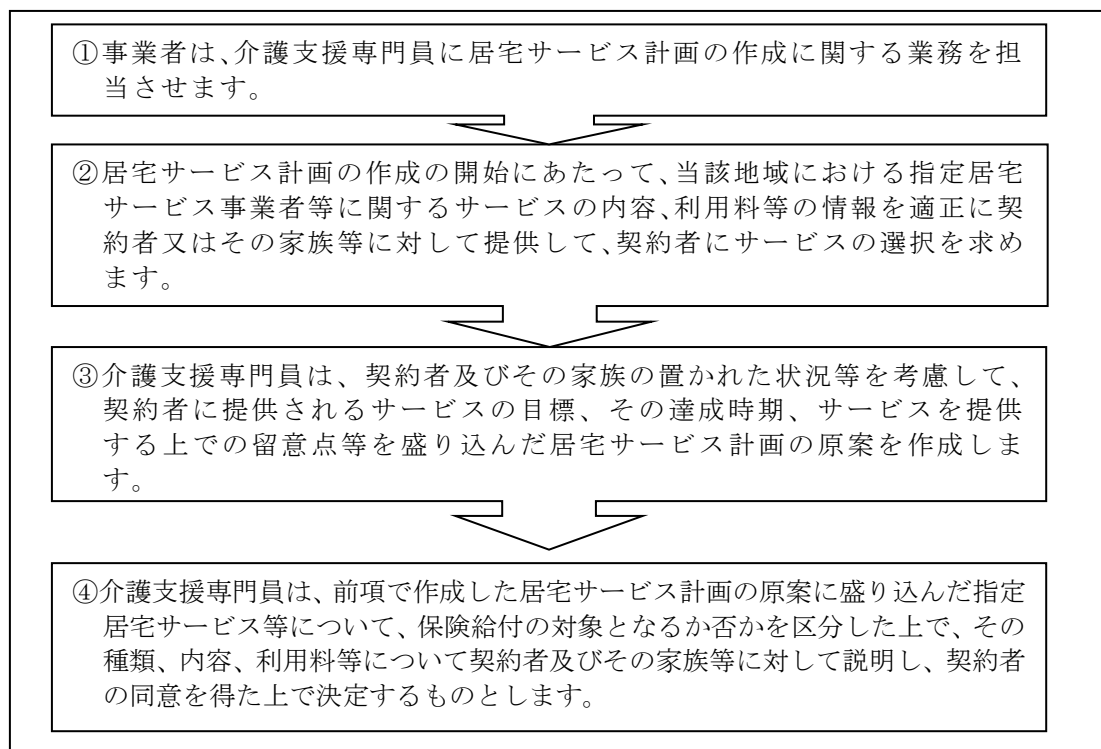 ①事業者は、介護支援専門員に居宅サービス計画の作成に関する業務を担
当させます。
②居宅サービス計画の作成の開始にあたって、当該地域における指定居宅
サービス事業者等に関するサービスの内容、利用料等の情報を適正に契
約者又はその家族等に対して提供して、契約者にサービスの選択を求め
ます。
③介護支援専門員は、契約者及びその家族の置かれた状況等を考慮して、
契約者に提供されるサービスの目標、その達成時期、サービスを提供
する上での留意点等を盛り込んだ居宅サービス計画の原案を作成しま
す。
④介護支援専門員は、前項で作成した居宅サービス計画の原案に盛り込んだ指定
居宅サービス等について、保険給付の対象となるか否かを区分した上で、その
種類、内容、利用料等について契約者及びその家族等に対して説明し、契約者
の同意を得た上で決定するものとします。